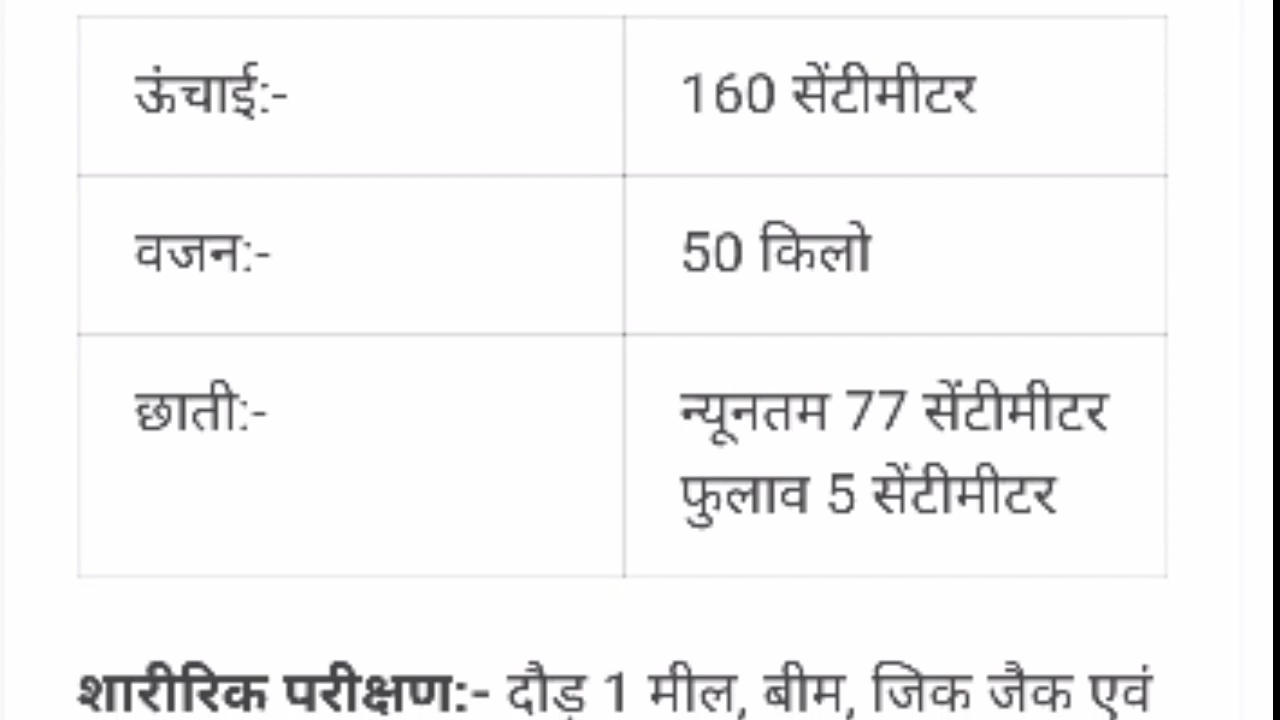 ऊंचाई:- 160 सेंटीमीटर
वजन:- 50 किलो
छाती:- न्यूनतम 77 सेंटीमीटर
फुलाव 5 सेंटीमीटर
शारीरिक परीक्षण:- दौड़ 1 मील, बीम, जिक जैक एवं